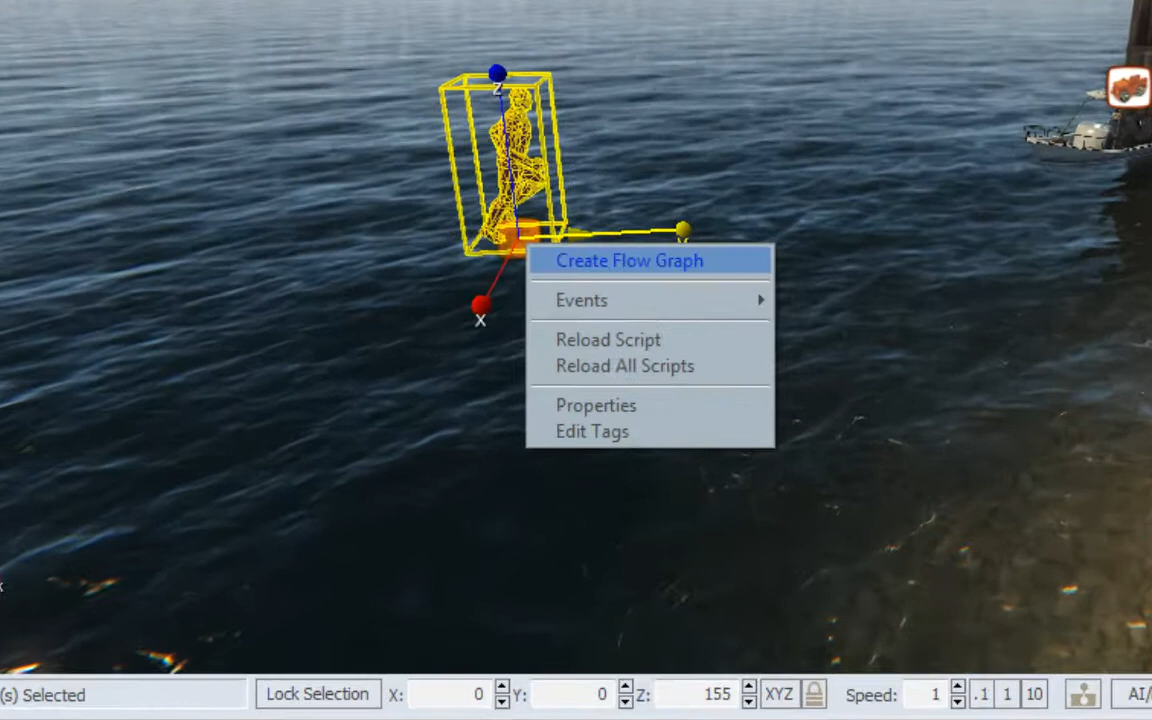 Z
Y
X
Create Flow Graph
Events
Reload Script
Reload All Scripts
Properties
Edit Tags
(s) Selected
Lock Selection
X: 0
Y: 0
Z: 155
XYZ
Speed: 1
.1
1
10
AI/